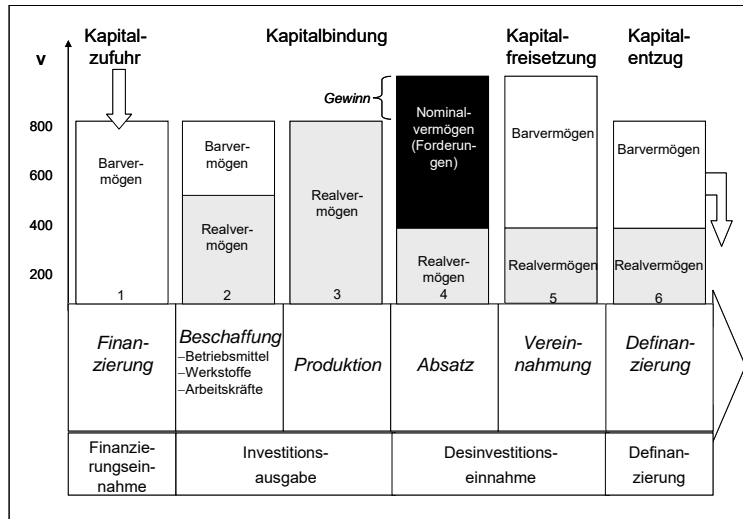 Kapital-
zufuhr
Kapitalbindung
Kapital-
freisetzung
Kapital-
entzug
V
800
600
400
200
Gewinn
Barver-
mögen
1
Barver-
mögen
Realver-
mögen
2
Realver-
mögen
3
Nominal-
vermögen
(Forderun-
gen)
Realver-
mögen
4
Barvermögen
Realvermögen
5
Barvermögen
Realvermögen
6
Finan-
zierung
Beschaffung
–Betriebsmittel
–Werkstoffe
–Arbeitskräfte
Produktion
Absatz
Verein-
nahmung
Definan-
zierung
Finanzie-
rungsein-
nahme
Investitions-
ausgabe
Desinvestitions-
einnahme
Definan-
zierung